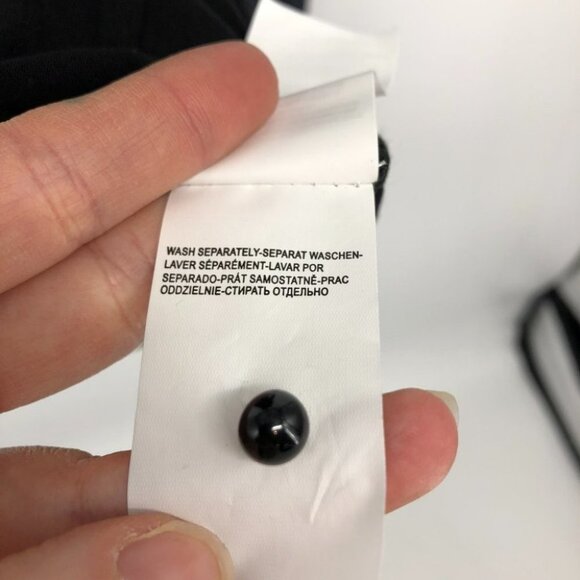 WASH SEPARATELY-SEPARAT WASCHEN-
LAVER SÉPARÉMENT-LAVAR POR
SEPARADO-PRÁT SAMOSTATNĚ-PRAC
ODDZIELNIE-СТИРАТЬ ОТДЕЛЬНО